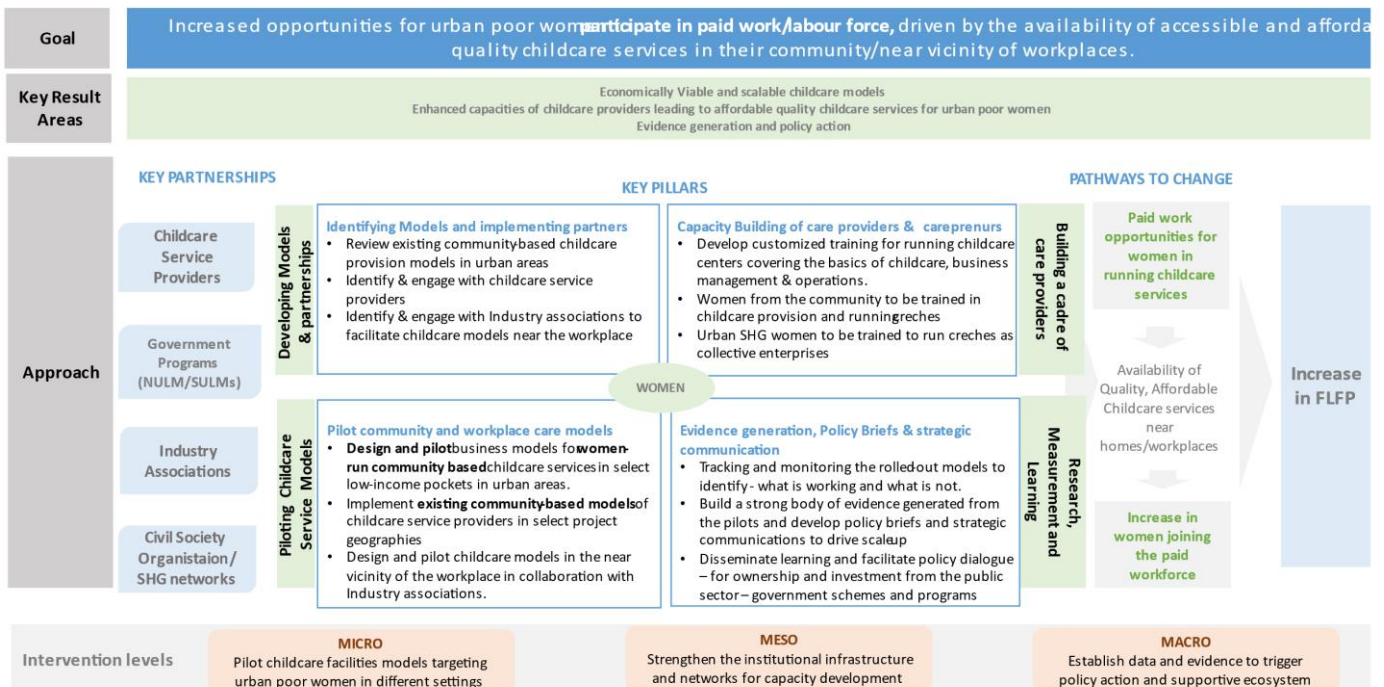 Goal
Increased opportunities for urban poor women participate in paid work/labour force, driven by the availability of accessible and afforda
quality childcare services in their community/near vicinity of workplaces.
Key Result
Areas
Economically Viable and scalable childcare models
Enhanced capacities of childcare providers leading to affordable quality childcare services for urban poor women
Evidence generation and policy action
Approach
KEY PARTNERSHIPS
Childcare
Service
Providers
Government
Programs
(NULM/SULMs)
Industry
Associations
Civil Society
Organistaion/
SHG networks
KEY PILLARS
Developing Models
& partnerships
Identifying Models and implementing partners
• Review existing community-based childcare
provision models in urban areas
• Identify & engage with childcare service
providers
• Identify & engage with Industry associations to
facilitate childcare models near the workplace
Capacity Building of care providers & careprenurs
• Develop customized training for running childcare
centers covering the basics of childcare, business
management & operations.
• Women from the community to be trained in
childcare provision and running creches
• Urban SHG women to be trained to run creches as
collective enterprises
Building a cadre of
care providers
WOMEN
Piloting Childcare
Service Models
Pilot community and workplace care models
• Design and pilot business models for women-
run community based childcare services in select
low-income pockets in urban areas.
• Implement existing community-based models of
childcare service providers in select project
geographies
• Design and pilot childcare models in the near
vicinity of the workplace in collaboration with
Industry associations.
Evidence generation, Policy Briefs & strategic
communication
• Tracking and monitoring the rolled-out models to
identify - what is working and what is not.
• Build a strong body of evidence generated from
the pilots and develop policy briefs and strategic
communications to drive scaleup
• Disseminate learning and facilitate policy dialogue
– for ownership and investment from the public
sector – government schemes and programs
Research,
Measurement and
Learning
PATHWAYS TO CHANGE
Paid work
opportunities for
women in
running childcare
services
Availability of
Quality, Affordable
Childcare services
near
homes/workplaces
Increase in
women joining
the paid
workforce
Increase
in FLFP
Intervention levels
MICRO
Pilot childcare facilities models targeting
urban poor women in different settings
MESO
Strengthen the institutional infrastructure
and networks for capacity development
MACRO
Establish data and evidence to trigger
policy action and supportive ecosystem